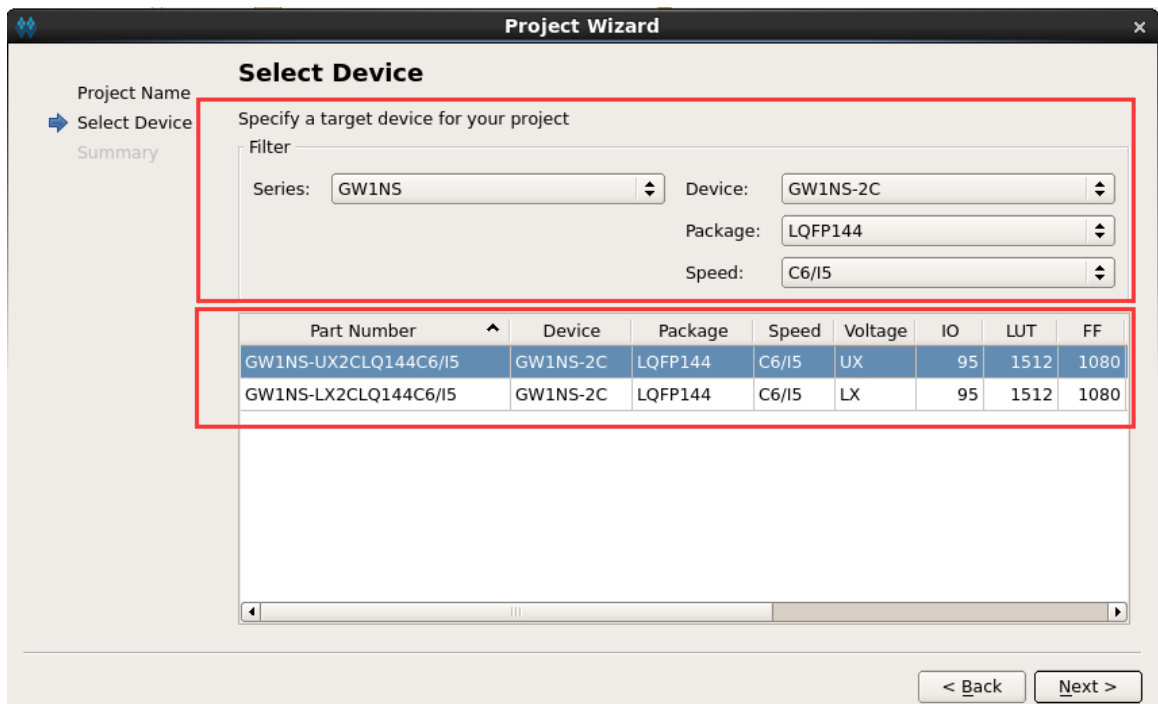 Project Wizard
Project Name
Select Device
Summary
Select Device
Specify a target device for your project
Filter
Series: GW1NS Device: GW1NS-2C
Package: LQFP144
Speed: C6/I5
Part Number Device Package Speed Voltage IO LUT FF
GW1NS-UX2CLQ144C6/I5 GW1NS-2C LQFP144 C6/I5 UX 95 1512 1080
GW1NS-LX2CLQ144C6/I5 GW1NS-2C LQFP144 C6/I5 LX 95 1512 1080
< Back Next >